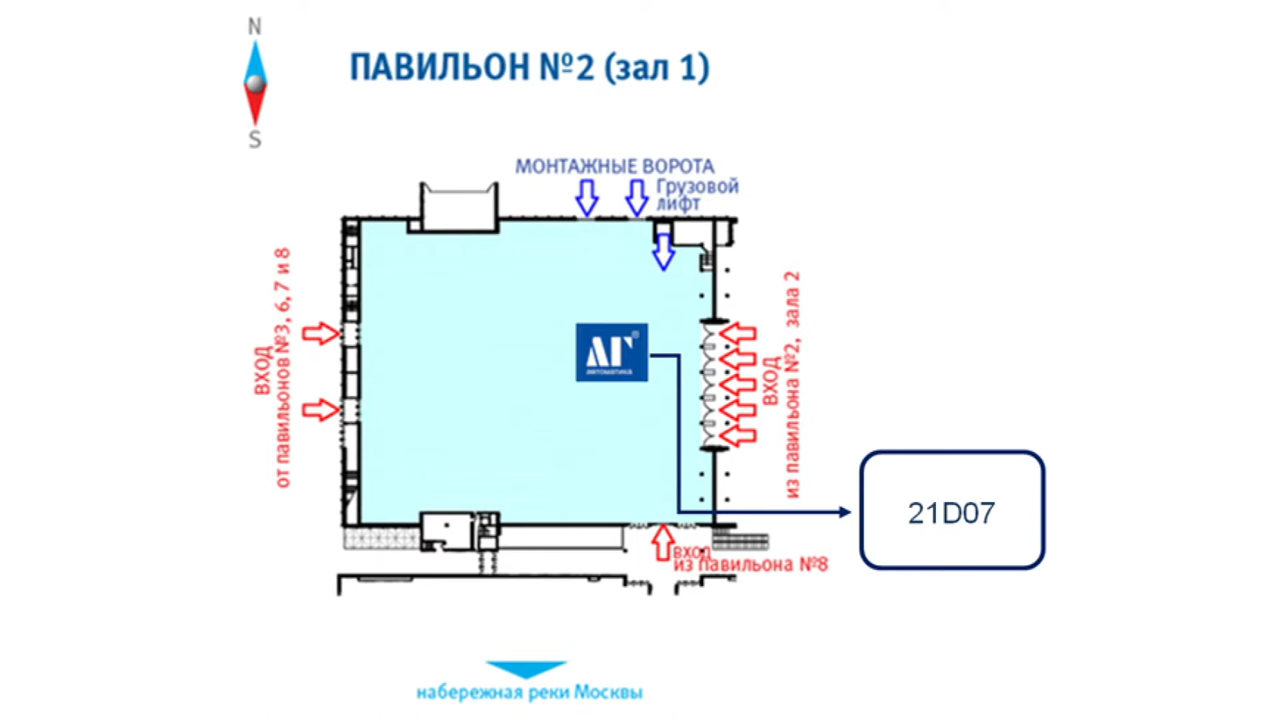 N
S
ПАВИЛЬОН №2 (зал 1)
МОНТАЖНЫЕ ВОРОТА
Грузовой
лифт
ВХОД
от павильонов №3, 6, 7 и 8
АГ®
автоматика
ВХОД
из павильона №2, зала 2
21D07
вход
из павильона №8
набережная реки Москвы